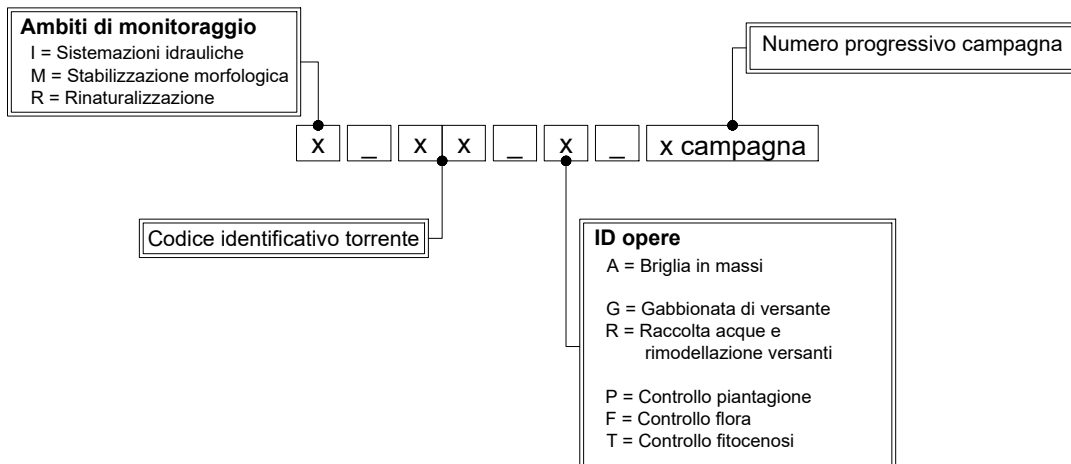 Ambiti di monitoraggio
I = Sistemazioni idrauliche
M = Stabilizzazione morfologica
R = Rinaturalizzazione
Numero progressivo campagna
x _ x x _ x _ x campagna
Codice identificativo torrente
ID opere
A = Briglia in massi
G = Gabbionata di versante
R = Raccolta acque e
rimodellazione versanti
P = Controllo piantagione
F = Controllo flora
T = Controllo fitocenosi